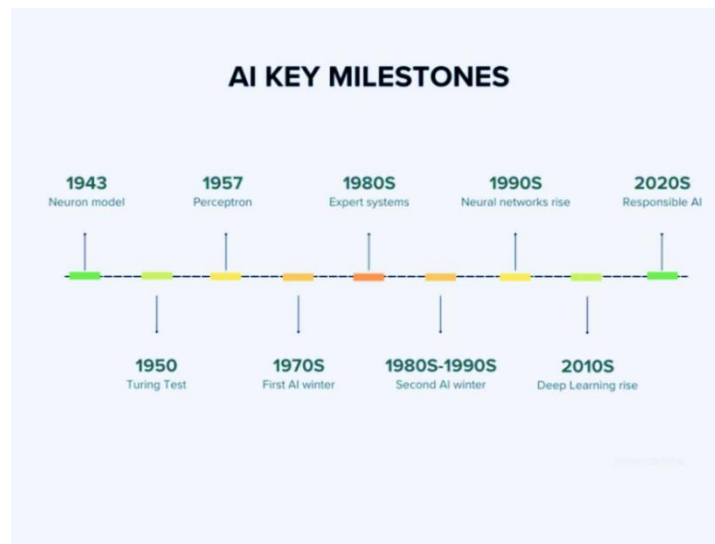 AI KEY MILESTONES
1943
Neuron model
1950
Turing Test
1957
Perceptron
1970S
First AI winter
1980S
Expert systems
1980S-1990S
Second AI winter
1990S
Neural networks rise
2010S
Deep Learning rise
2020S
Responsible AI